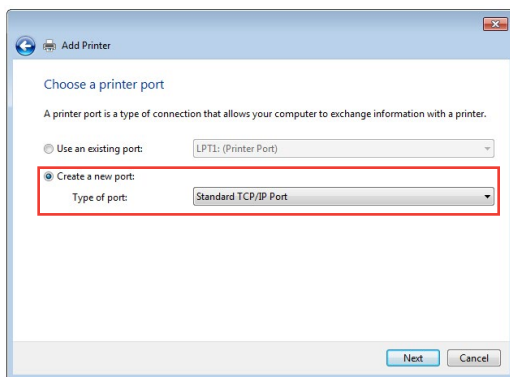 Add Printer
Choose a printer port
A printer port is a type of connection that allows your computer to exchange information with a printer.
Use an existing port: LPT1: (Printer Port)
Create a new port:
Type of port: Standard TCP/IP Port
Next Cancel